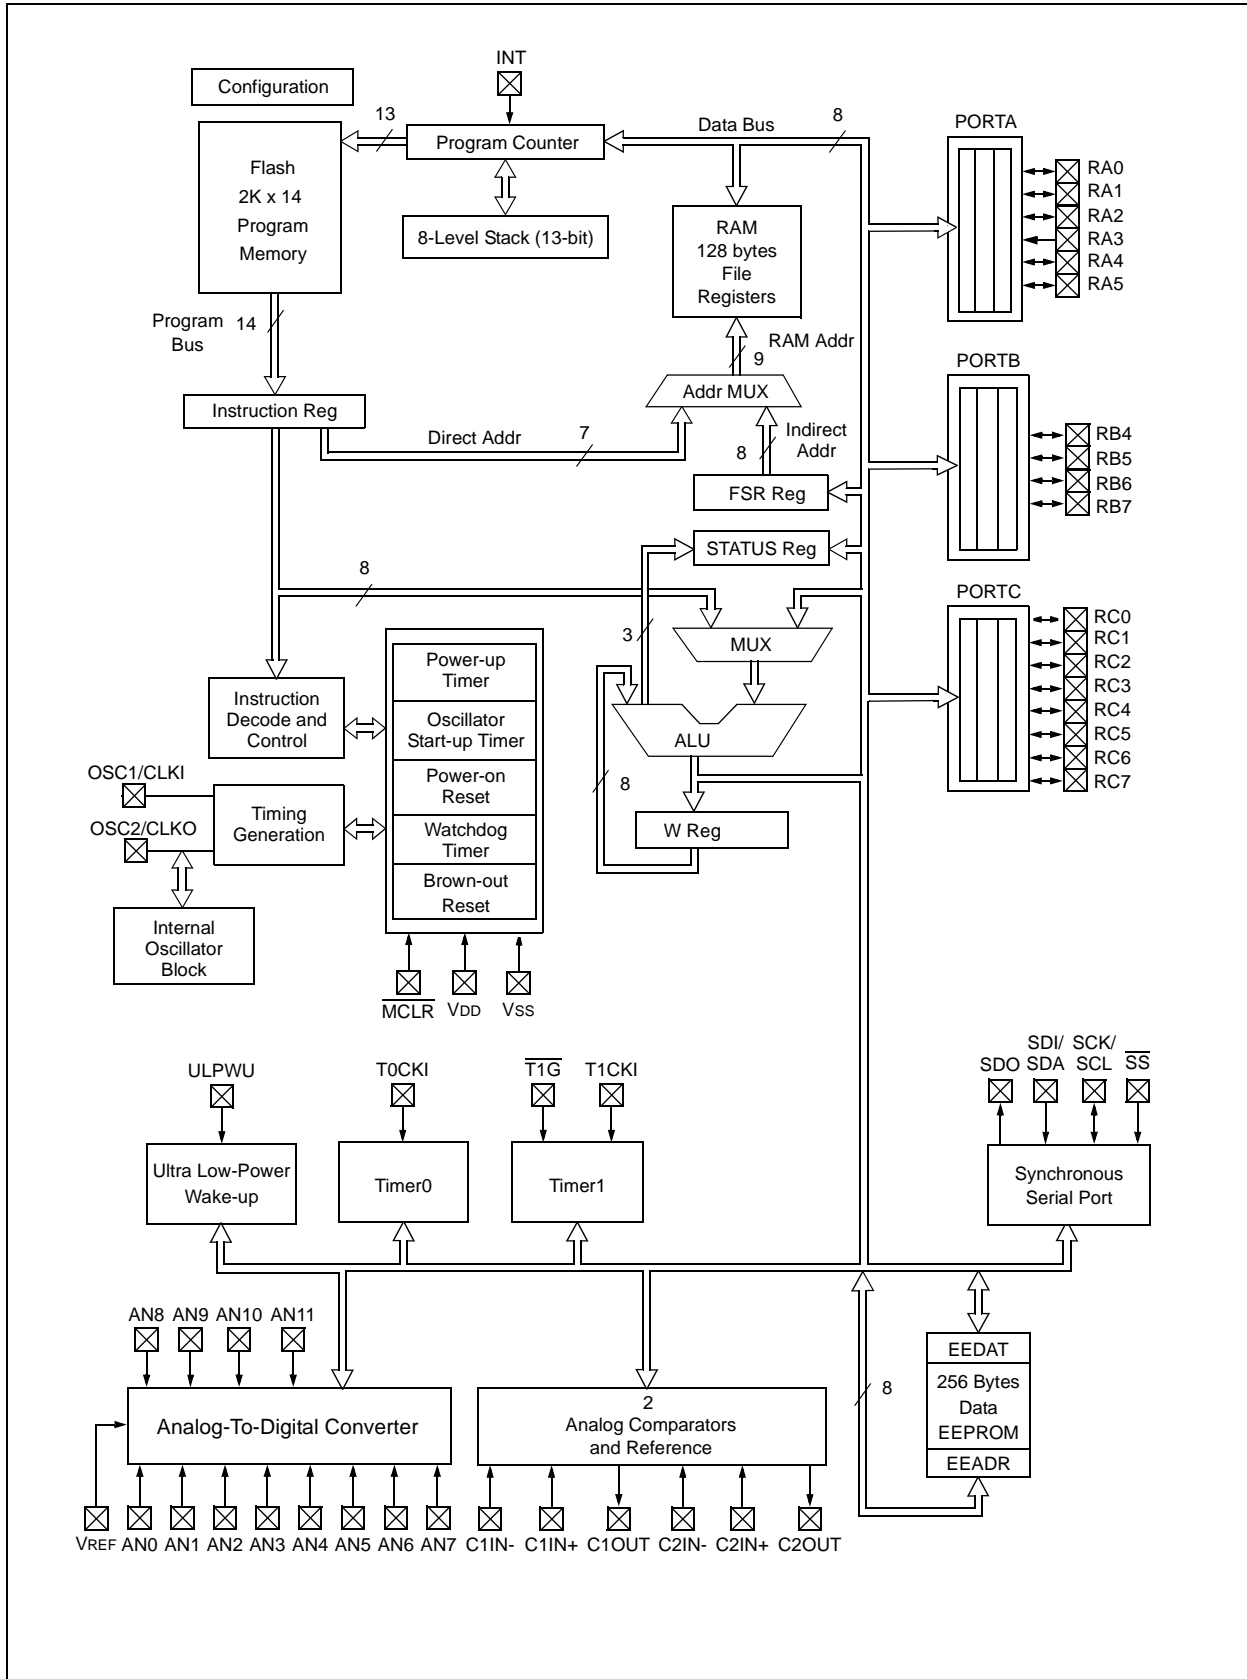 INT
Configuration
13
Data Bus
8
PORTA
Program Counter
Flash
2K x 14
Program
Memory
8-Level Stack (13-bit)
RAM
128 bytes
File
Registers
RA0
RA1
RA2
RA3
RA4
RA5
Program
Bus
14
RAM Addr
9
PORTB
Addr MUX
Instruction Reg
Direct Addr
7
Indirect
Addr
8
FSR Reg
RB4
RB5
RB6
RB7
STATUS Reg
8
PORTC
3
MUX
RC0
RC1
RC2
RC3
RC4
RC5
RC6
RC7
Power-up
Timer
Instruction
Decode and
Control
Oscillator
Start-up Timer
ALU
OSC1/CLKI
Power-on
Reset
8
Timing
Generation
OSC2/CLKO
Watchdog
Timer
W Reg
Brown-out
Reset
Internal
Oscillator
Block
MCLR
VDD
VSS
ULPWU
T0CKI
T1G
T1CKI
SDO
SDI/
SDA
SCK/
SCL
SS
Ultra Low-Power
Wake-up
Timer0
Timer1
Synchronous
Serial Port
AN8
AN9
AN10
AN11
EEDAT
256 Bytes
Data
EEPROM
EEADR
8
Analog-To-Digital Converter
2
Analog Comparators
and Reference
VREF
AN0
AN1
AN2
AN3
AN4
AN5
AN6
AN7
C1IN-
C1IN+
C1OUT
C2IN-
C2IN+
C2OUT